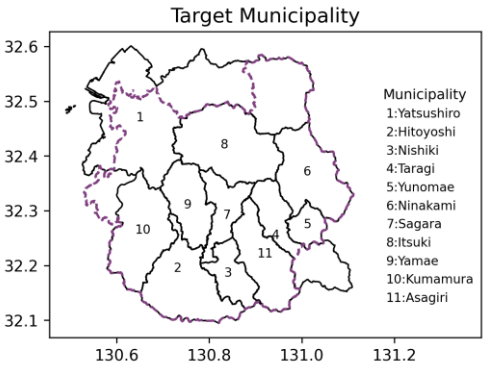 Target Municipality
32.6
32.5
32.4
32.3
32.2
32.1
130.6 130.8 131.0 131.2
1
8
6
9
7
5
10
4
11
2
3
Municipality
1:Yatsushiro
2:Hitoyoshi
3:Nishiki
4:Taragi
5:Yunomae
6:Ninakami
7:Sagara
8:Itsuki
9:Yamae
10:Kumamura
11:Asagiri